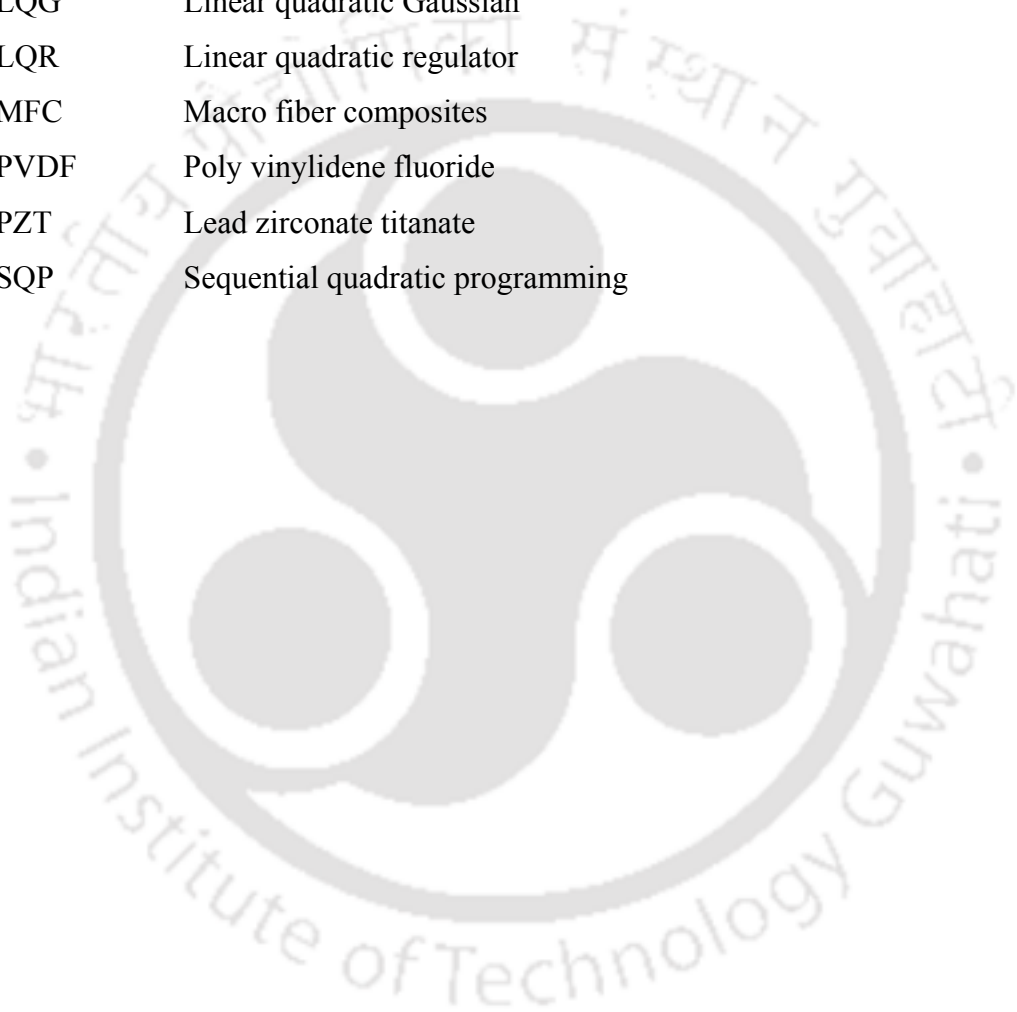 LQG Linear quadratic Gaussian
LQR Linear quadratic regulator
MFC Macro fiber composites
PVDF Poly vinylidene fluoride
PZT Lead zirconate titanate
SQP Sequential quadratic programming
भारतीय प्रौद्योगिकी संस्थान गुवाहाटी
Indian Institute of Technology Guwahati